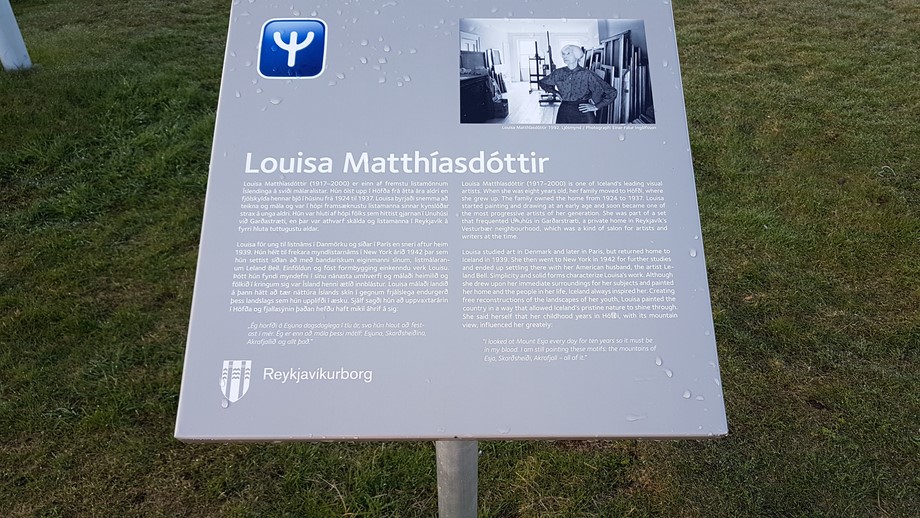 Louisa Matthíasdóttir 1992. Ljósmynd / Photograph: Einar Falur Ingólfsson
Louisa Matthíasdóttir
Louisa Matthíasdóttir (1917–2000) er einn af fremstu listamönnum
Íslendinga á sviði málaralistar. Hún ólst upp í Höfða frá átta ára aldri en
fjölskylda hennar bjó í húsinu frá 1924 til 1937. Louisa byrjaði snemma að
teikna og mála og var í hópi framsæknustu listamanna sinnar kynslóðar
strax á unga aldri. Hún var hluti af hópi fólks sem hittist gjarnan í Unuhúsi
við Garðastræti, en þar var athvarf skálda og listamanna í Reykjavík á
fyrri hluta tuttugustu aldar.
Louisa fór ung til listnáms í Danmörku og síðar í París en sneri aftur heim
1939. Hún hélt til frekara myndlistarnáms í New York árið 1942 þar sem
hún settist síðan að með bandarískum eiginmanni sínum, listmálaran-
um Leland Bell. Einföldun og föst formbygging einkenndu verk Louisu.
Þótt hún fyndi myndefni í sínu nánasta umhverfi og málaði heimilið og
fólkið í kringum sig var Ísland henni ætíð innblástur. Louisa málaði landið
á þann hátt að tær náttúra Íslands skín í gegnum frjálslega endurgerð
þess landslags sem hún upplifði í æsku. Sjálf sagði hún að uppvaxtarárin
í Höfða og fjallasýnin þaðan hefðu haft mikil áhrif á sig:
"Ég horfði á Esjuna dagsdaglega í tíu ár, svo hún hlaut að fest-
ast í mér. Ég er enn að mála þessi mótíf: Esjuna, Skarðsheiðina,
Akrafjallið og allt það."
Reykjavíkurborg
Louisa Matthíasdóttir (1917–2000) is one of Iceland's leading visual
artists. When she was eight years old, her family moved to Höfði, where
she grew up. The family owned the home from 1924 to 1937. Louisa
started painting and drawing at an early age and soon became one of
the most progressive artists of her generation. She was part of a set
that frequented Unuhús in Garðarstræti, a private home in Reykjavik's
Vesturbær neighbourhood, which was a kind of salon for artists and
writers at the time.
Louisa studied art in Denmark and later in Paris, but returned home to
Iceland in 1939. She then went to New York in 1942 for further studies
and ended up settling there with her American husband, the artist Le-
land Bell. Simplicity and solid forms characterize Louisa's work. Although
she drew upon her immediate surroundings for her subjects and painted
her home and the people in her life, Iceland always inspired her. Creating
free reconstructions of the landscapes of her youth, Louisa painted the
country in a way that allowed Iceland's pristine nature to shine through.
She said herself that her childhood years in Höfði, with its mountain
view, influenced her greatly:
"I looked at Mount Esja every day for ten years so it must be
in my blood. I am still painting these motifs: the mountains of
Esja, Skarðsheiði, Akrafjall – all of it."